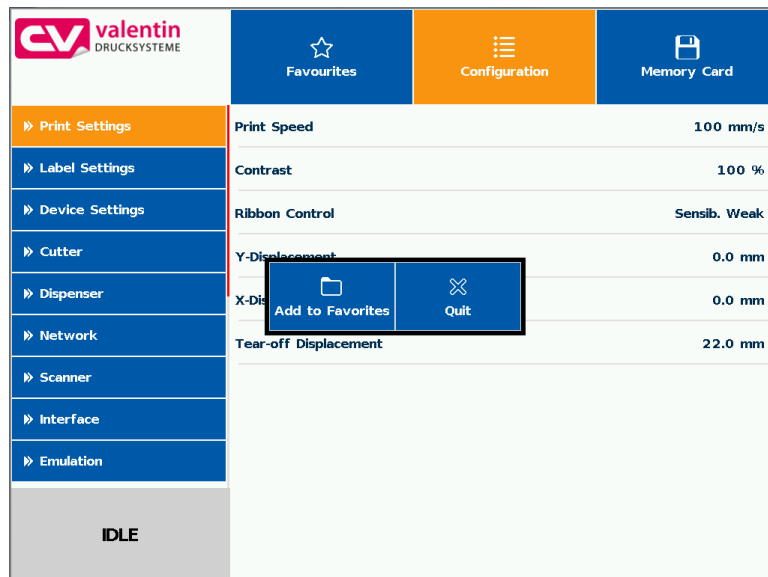 valentin
DRUCKSYSTEME
Favourites
Configuration
Memory Card
Print Settings
Label Settings
Device Settings
Cutter
Dispenser
Network
Scanner
Interface
Emulation
IDLE
Print Speed 100 mm/s
Contrast 100 %
Ribbon Control Sensib. Weak
Y-Displacement 0.0 mm
X-Dis 0.0 mm
Add to Favorites
Quit
Tear-off Displacement 22.0 mm